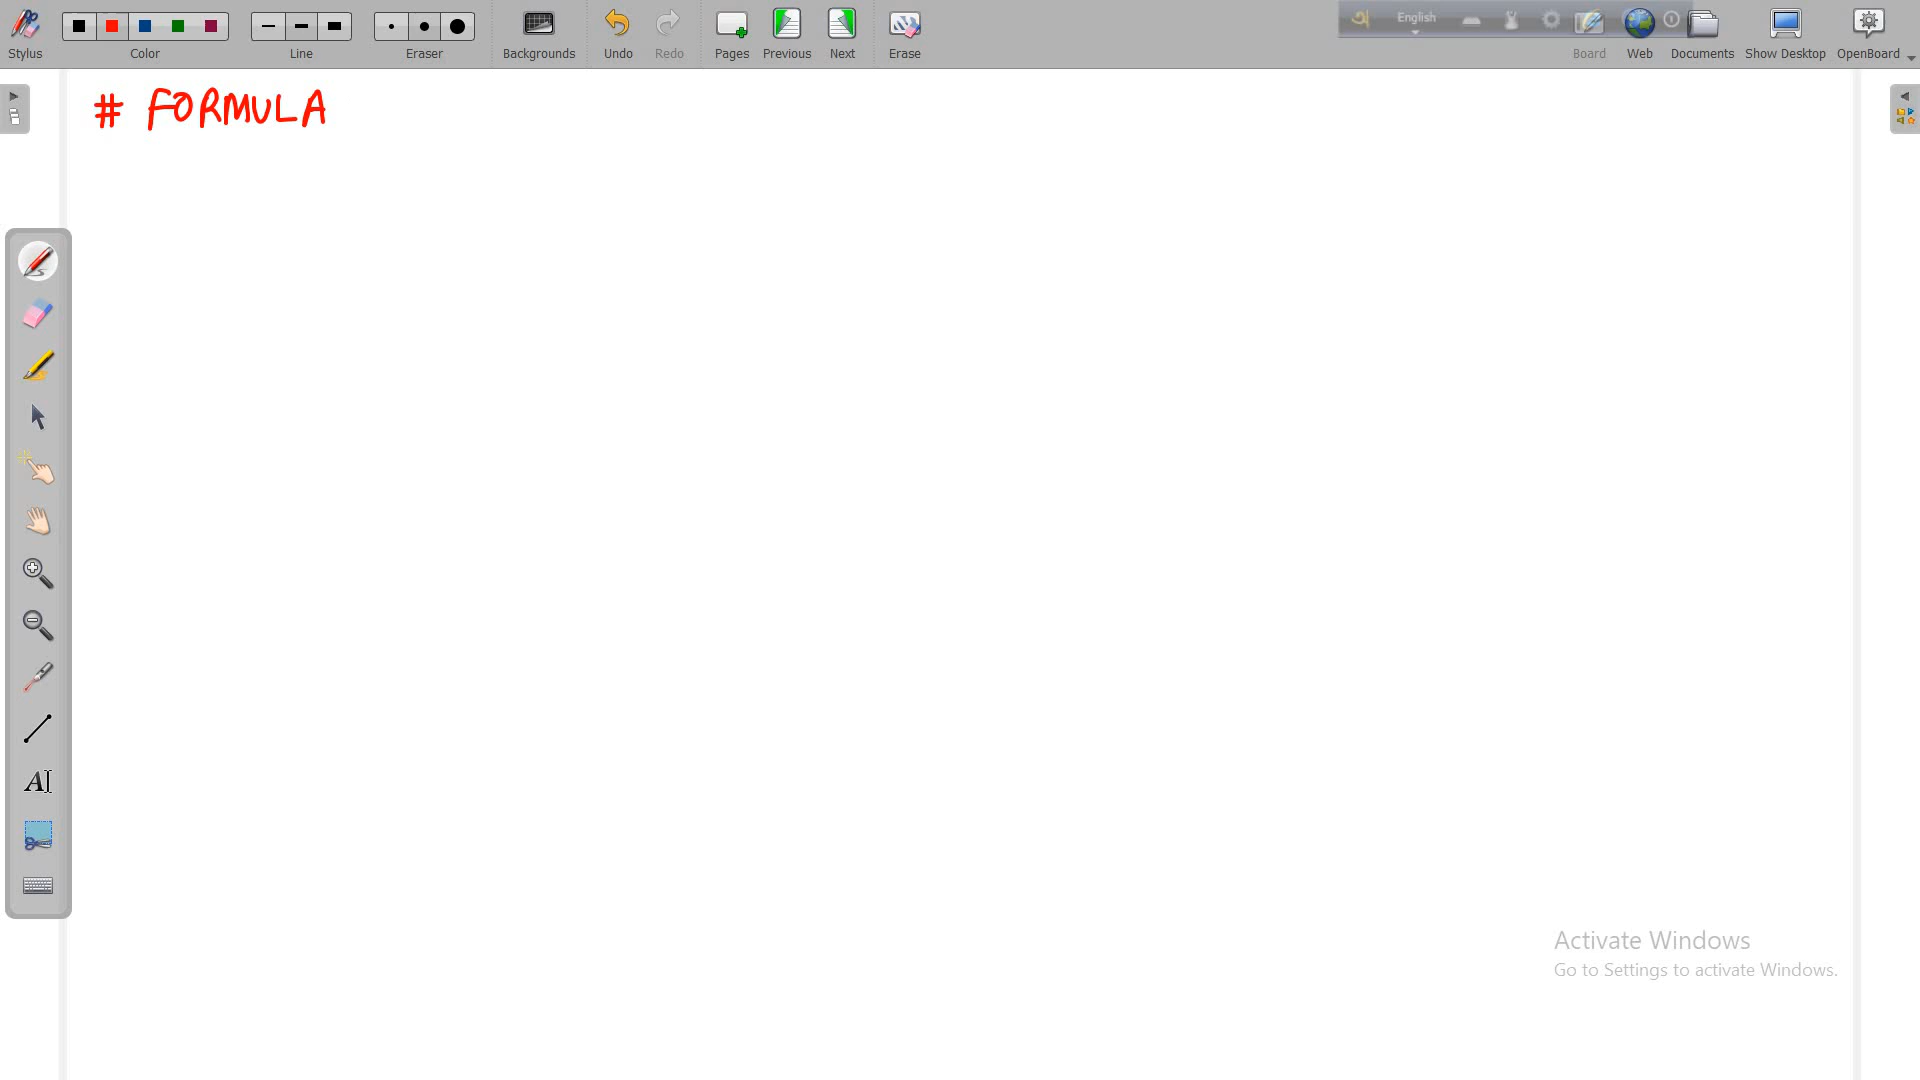 Stylus Color Line Eraser Backgrounds Undo Redo Pages Previous Next Erase English Board Web Documents Show Desktop OpenBoard
# FORMULA
AI
Activate Windows
Go to Settings to activate Windows.